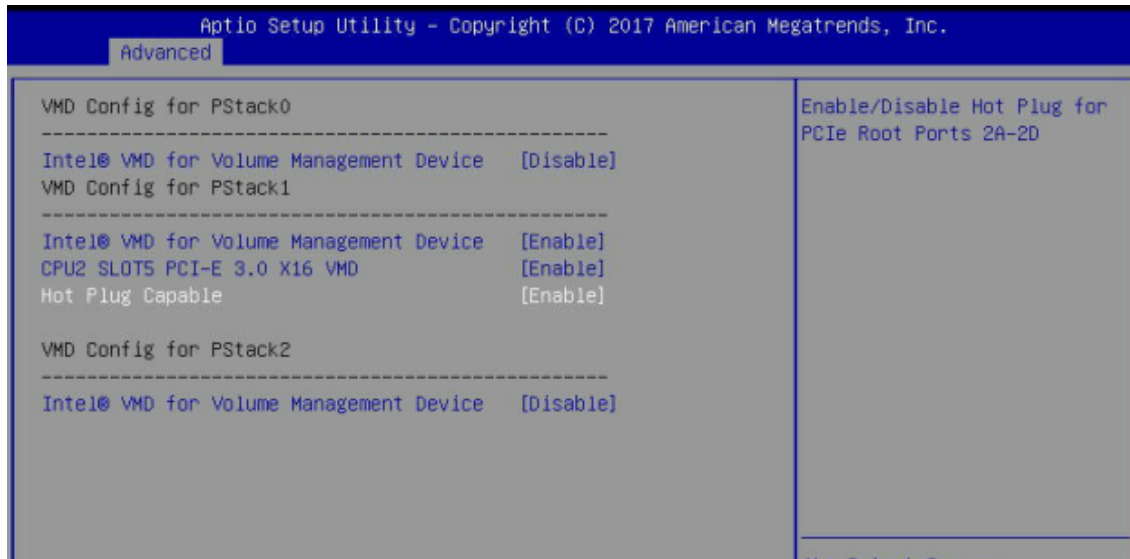 Aptio Setup Utility – Copyright (C) 2017 American Megatrends, Inc.
Advanced
VMD Config for PStack0
------------------------------------------------------
Intel® VMD for Volume Management Device [Disable]
VMD Config for PStack1
------------------------------------------------------
Intel® VMD for Volume Management Device [Enable]
CPU2 SLOT5 PCI-E 3.0 X16 VMD [Enable]
Hot Plug Capable [Enable]
VMD Config for PStack2
------------------------------------------------------
Intel® VMD for Volume Management Device [Disable]
Enable/Disable Hot Plug for
PCIe Root Ports 2A-2D